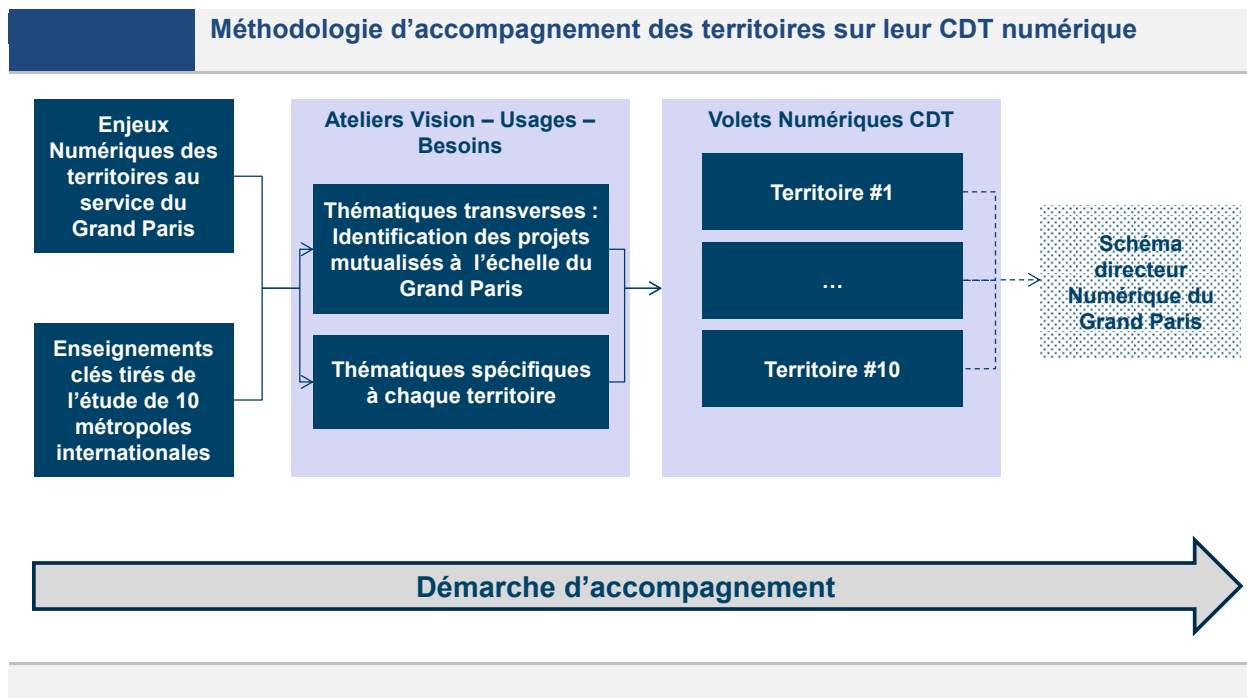 Méthodologie d’accompagnement des territoires sur leur CDT numérique
Enjeux
Numériques des
territoires au
service du
Grand Paris
Enseignements
clés tirés de
l’étude de 10
métropoles
internationales
Ateliers Vision – Usages –
Besoins
Thématiques transverses :
Identification des projets
mutualisés à l’échelle du
Grand Paris
Thématiques spécifiques
à chaque territoire
Volets Numériques CDT
Territoire #1
…
Territoire #10
Schéma
directeur
Numérique du
Grand Paris
Démarche d’accompagnement